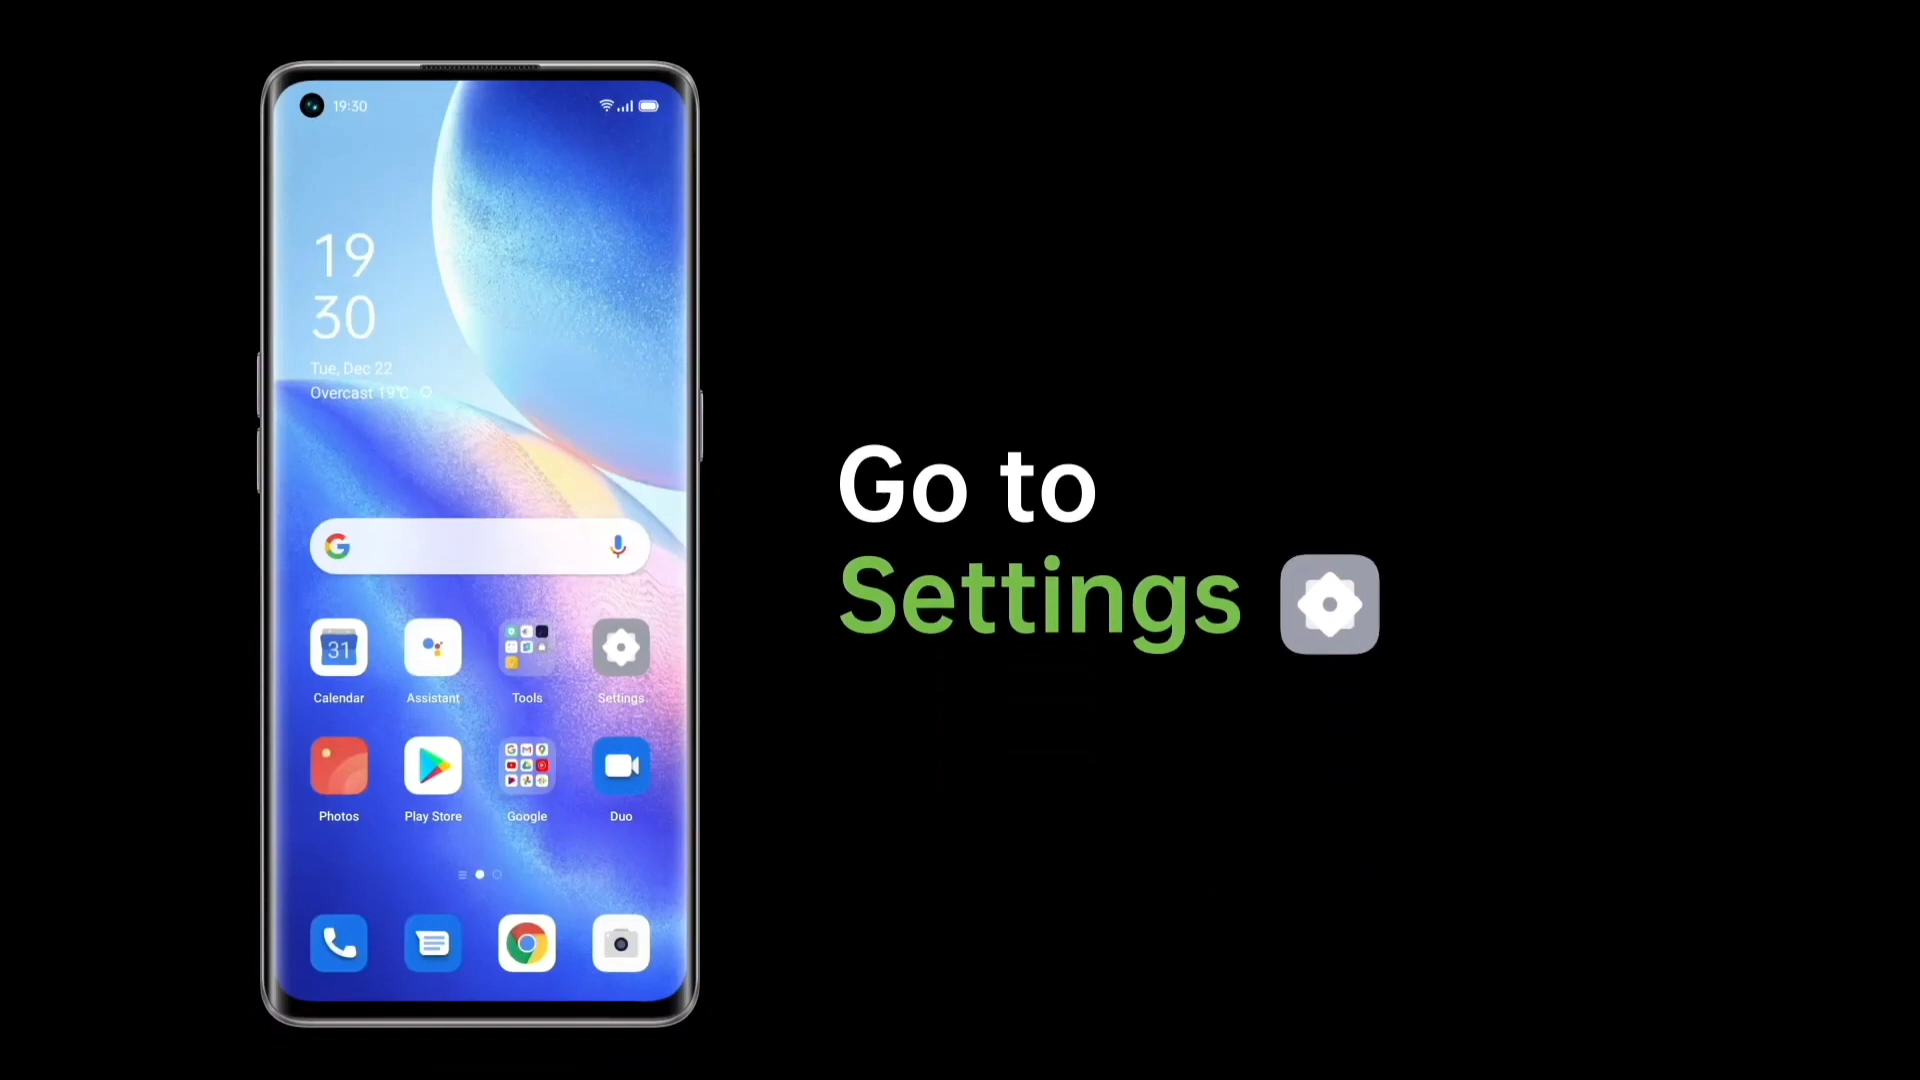 19:30
19
30
Tue, Dec 22
Overcast 19°C
G
31
Calendar
Assistant
Tools
Settings
Photos
Play Store
Google
Duo
Go to
Settings